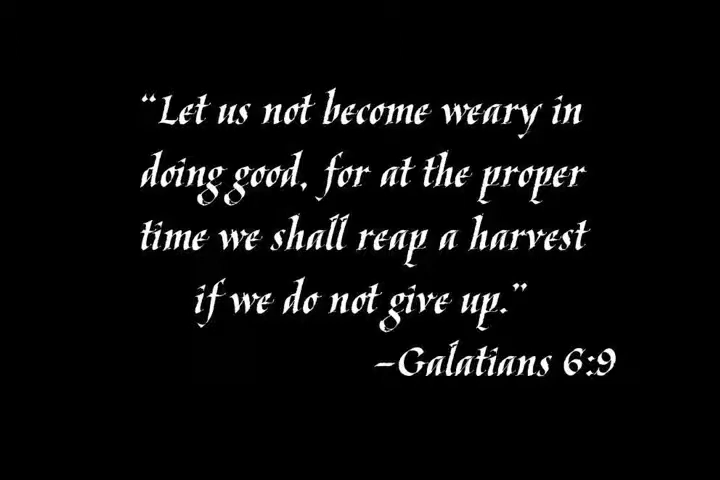 “Let us not become weary in
doing good, for at the proper
time we shall reap a harvest
if we do not give up.”
–Galatians 6:9